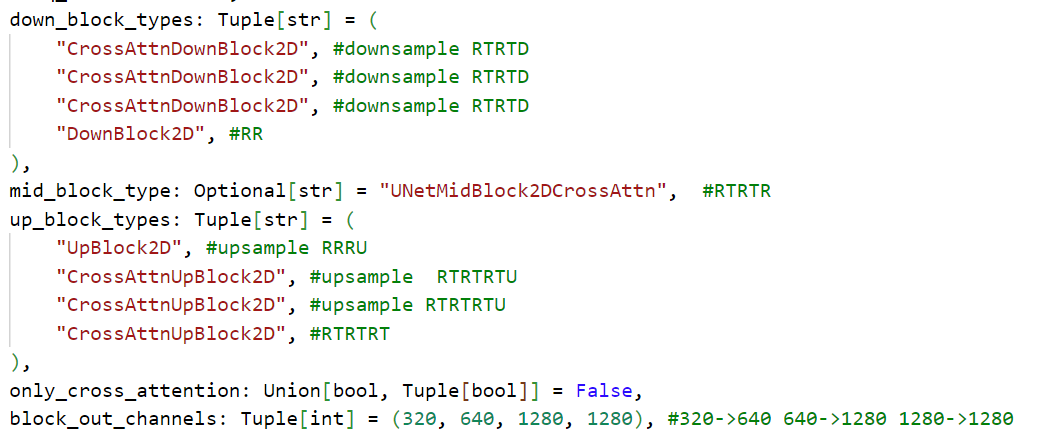 down_block_types: Tuple[str] = (
    "CrossAttnDownBlock2D", #downsample RTRTD
    "CrossAttnDownBlock2D", #downsample RTRTD
    "CrossAttnDownBlock2D", #downsample RTRTD
    "DownBlock2D", #RR
),
mid_block_type: Optional[str] = "UNetMidBlock2DCrossAttn",  #RTRTR
up_block_types: Tuple[str] = (
    "UpBlock2D", #upsample RRRU
    "CrossAttnUpBlock2D", #upsample  RTRTRTU
    "CrossAttnUpBlock2D", #upsample RTRTRTU
    "CrossAttnUpBlock2D", #RTRTRT
),
only_cross_attention: Union[bool, Tuple[bool]] = False,
block_out_channels: Tuple[int] = (320, 640, 1280, 1280), #320->640 640->1280 1280->1280